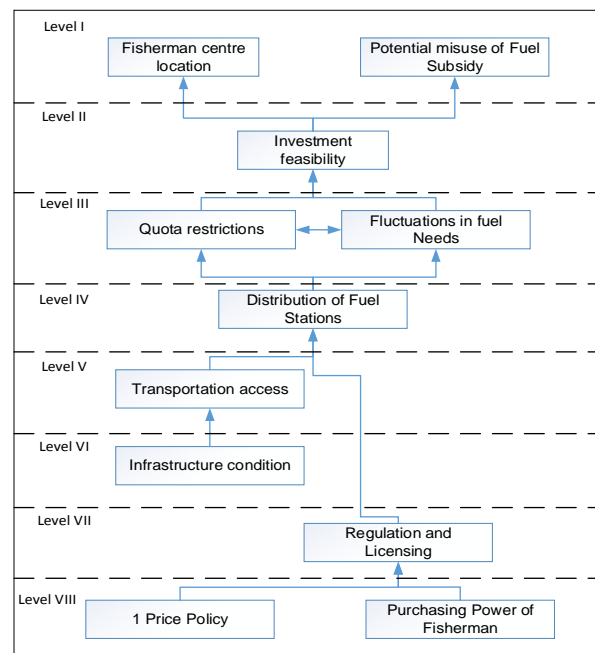 Level I
Fisherman centre
location
Potential misuse of Fuel
Subsidy
Level II
Investment
feasibility
Level III
Quota restrictions
Fluctuations in fuel
Needs
Level IV
Distribution of Fuel
Stations
Level V
Transportation access
Level VI
Infrastructure condition
Level VII
Regulation and
Licensing
Level VIII
1 Price Policy
Purchasing Power of
Fisherman